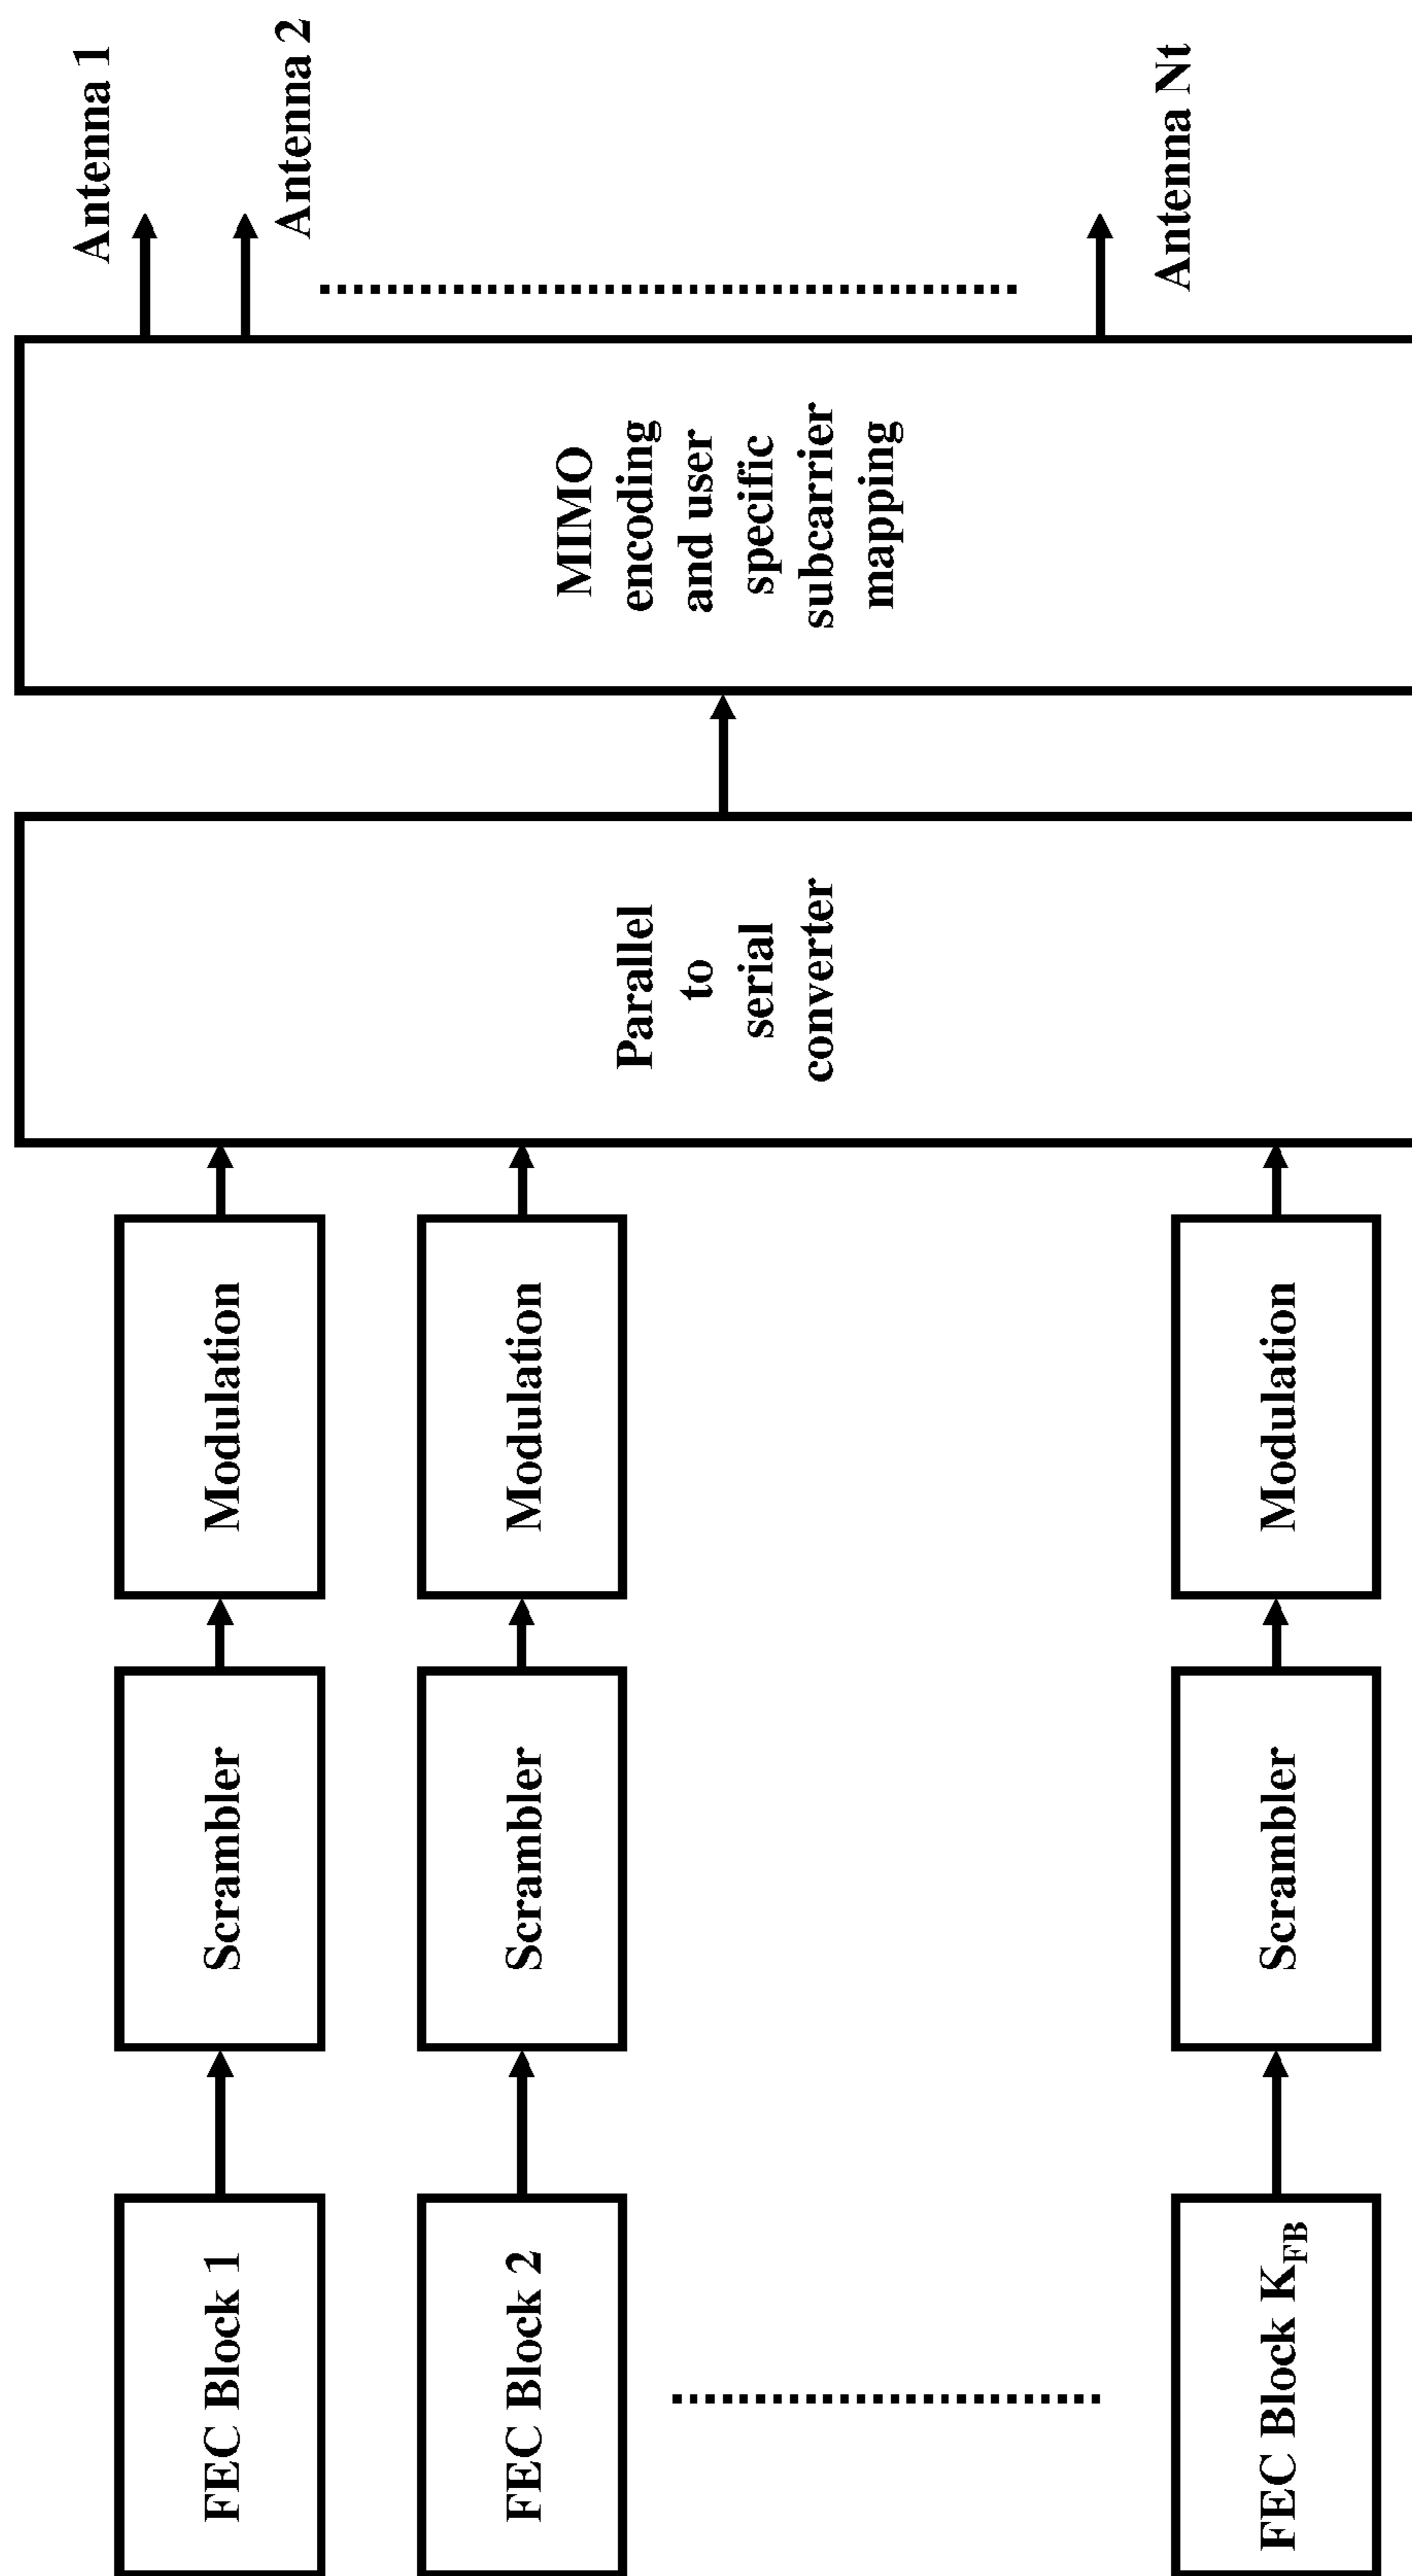 FEC Block 1
Scrambler
Modulation
FEC Block 2
Scrambler
Modulation
FEC Block K_FB
Scrambler
Modulation
Parallel
to
serial
converter
MIMO
encoding
and user
specific
subcarrier
mapping
Antenna 1
Antenna 2
Antenna Nt